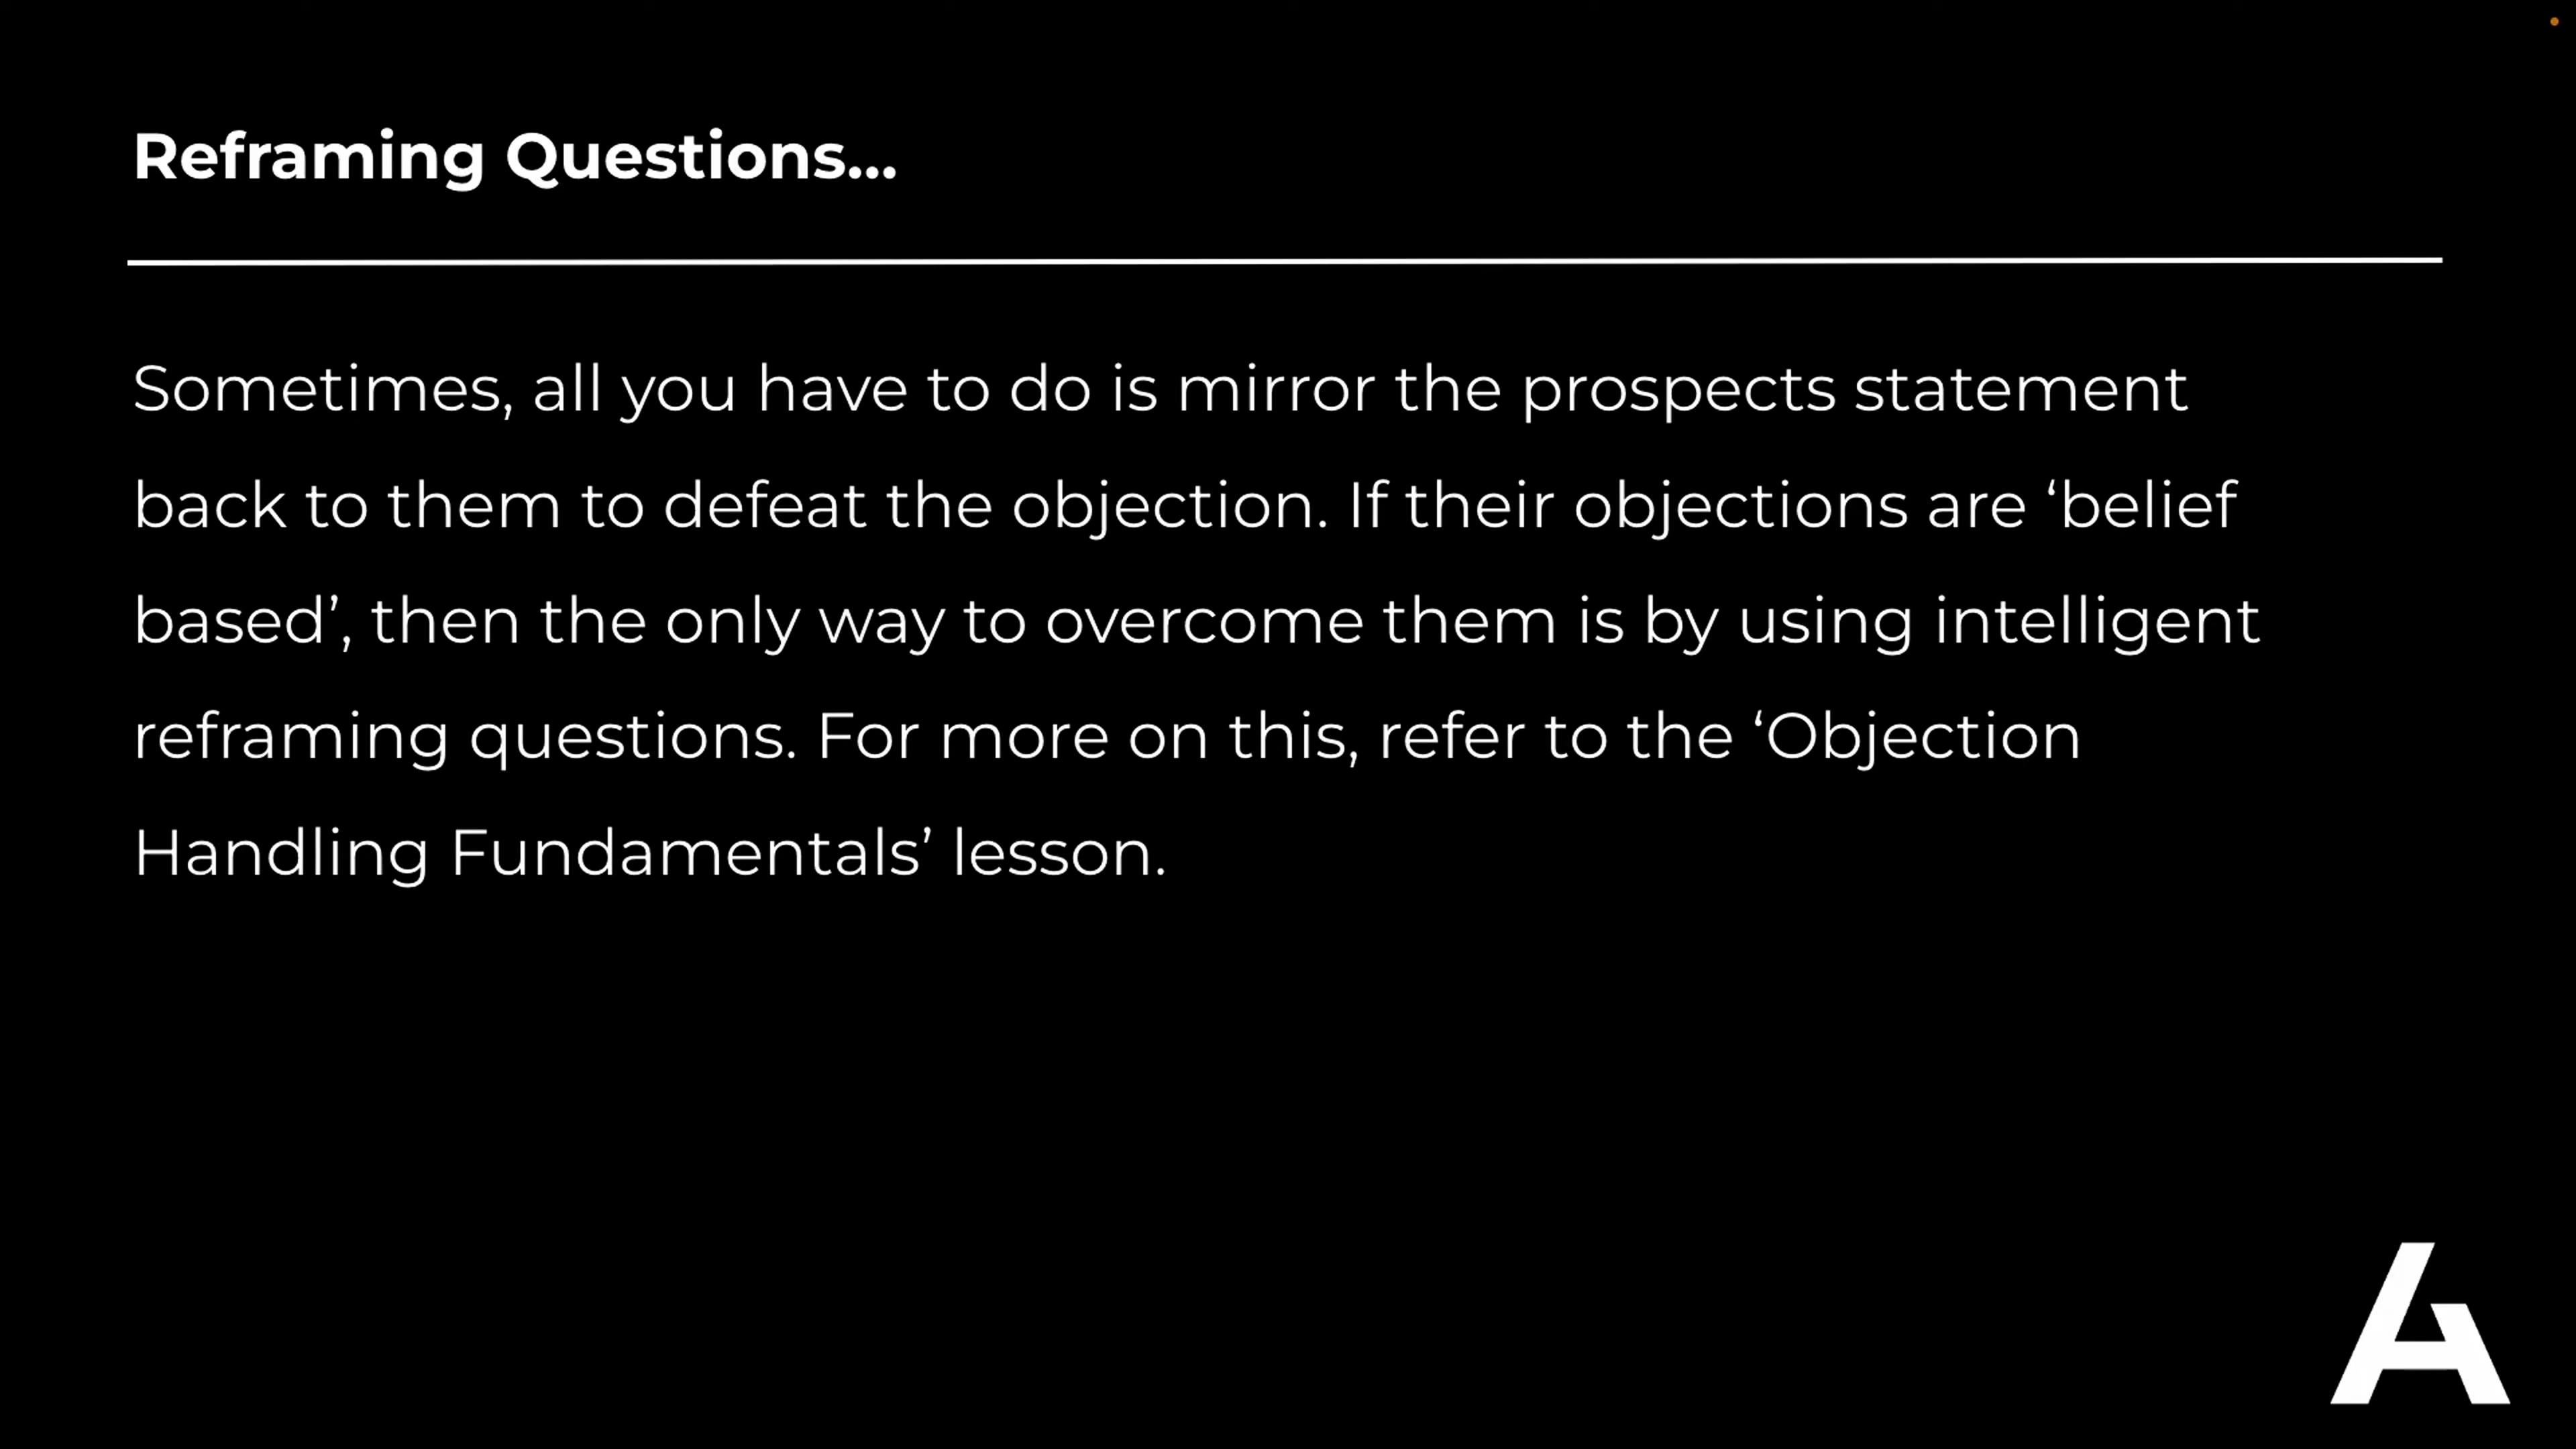 Reframing Questions...
Sometimes, all you have to do is mirror the prospects statement
back to them to defeat the objection. If their objections are ‘belief
based’, then the only way to overcome them is by using intelligent
reframing questions. For more on this, refer to the ‘Objection
Handling Fundamentals’ lesson.